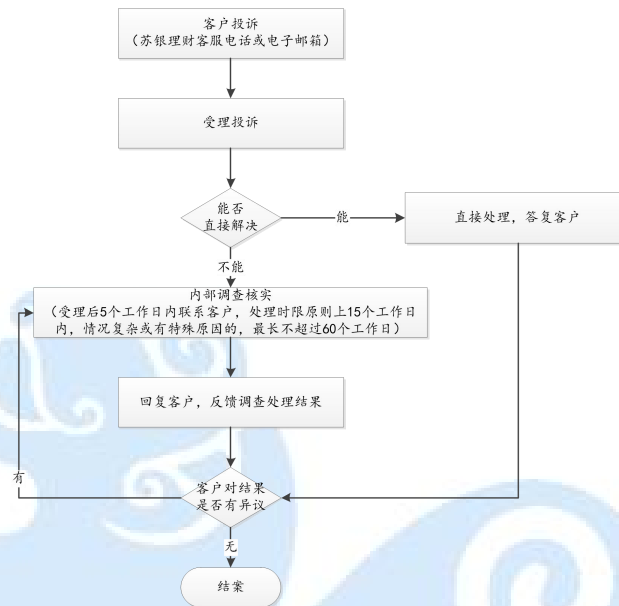 客户投诉
（苏银理财客服电话或电子邮箱）
受理投诉
能否
直接解决
能
直接处理，答复客户
不能
内部调查核实
（受理后5个工作日内联系客户，处理时限原则上15个工作日
内，情况复杂或有特殊原因的，最长不超过60个工作日）
回复客户，反馈调查处理结果
有
客户对结果
是否有异议
无
结案